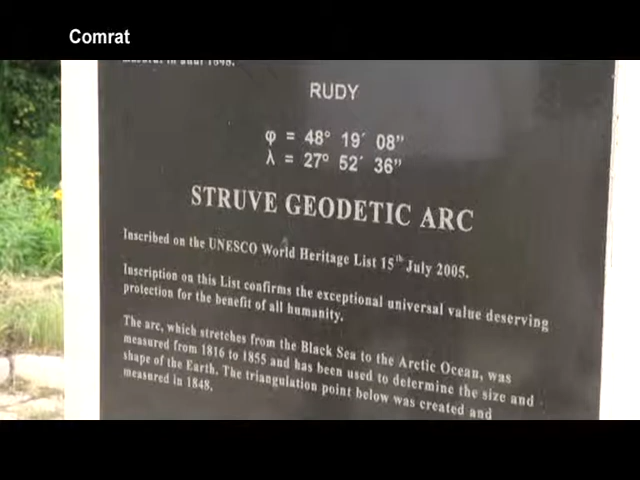 Comrat
in 1848.
RUDY
φ = 48° 19′ 08”
λ = 27° 52′ 36”
STRUVE GEODETIC ARC
Inscribed on the UNESCO World Heritage List 15th July 2005.
Inscription on this List confirms the exceptional universal value deserving
protection for the benefit of all humanity.
The arc, which stretches from the Black Sea to the Arctic Ocean, was
measured from 1816 to 1855 and has been used to determine the size and
shape of the Earth. The triangulation point below was created and
measured in 1848.